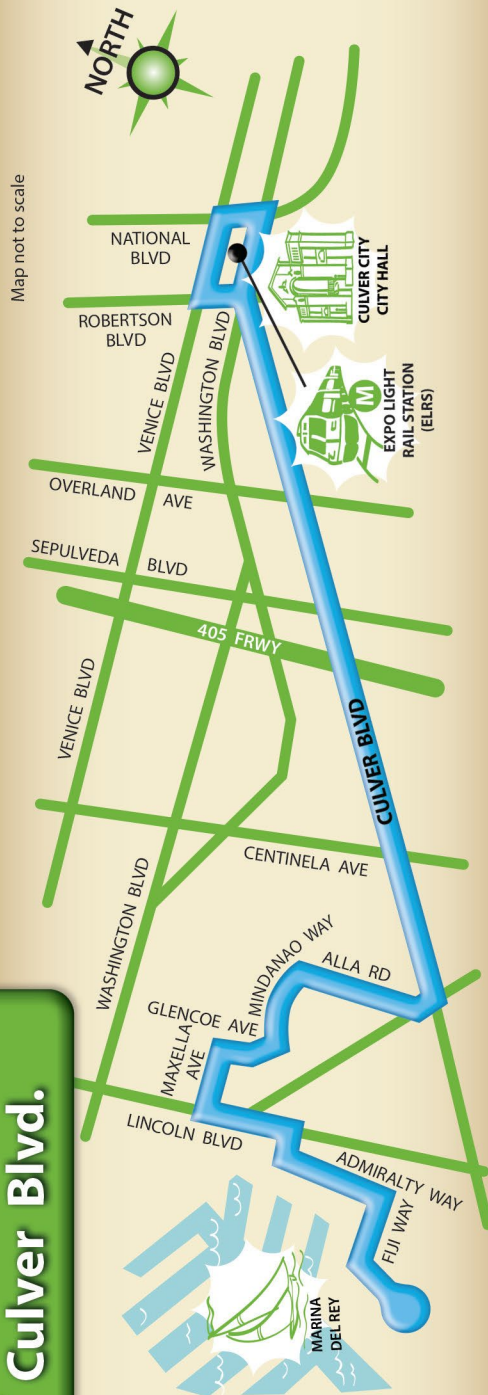 Culver Blvd.
Map not to scale
NORTH
NATIONAL
BLVD
ROBERTSON
BLVD
VENICE BLVD
WASHINGTON BLVD
OVERLAND AVE
SEPULVEDA BLVD
405 FRWY
VENICE BLVD
WASHINGTON BLVD
CENTINELA AVE
CULVER BLVD
CULVER CITY
CITY HALL
M
EXPO LIGHT
RAIL STATION
(ELRS)
MINDANAO WAY
ALLA RD
GLENCOE AVE
MAXELLA
AVE
LINCOLN BLVD
ADMIRALTY WAY
FIJI WAY
MARINA
DEL REY